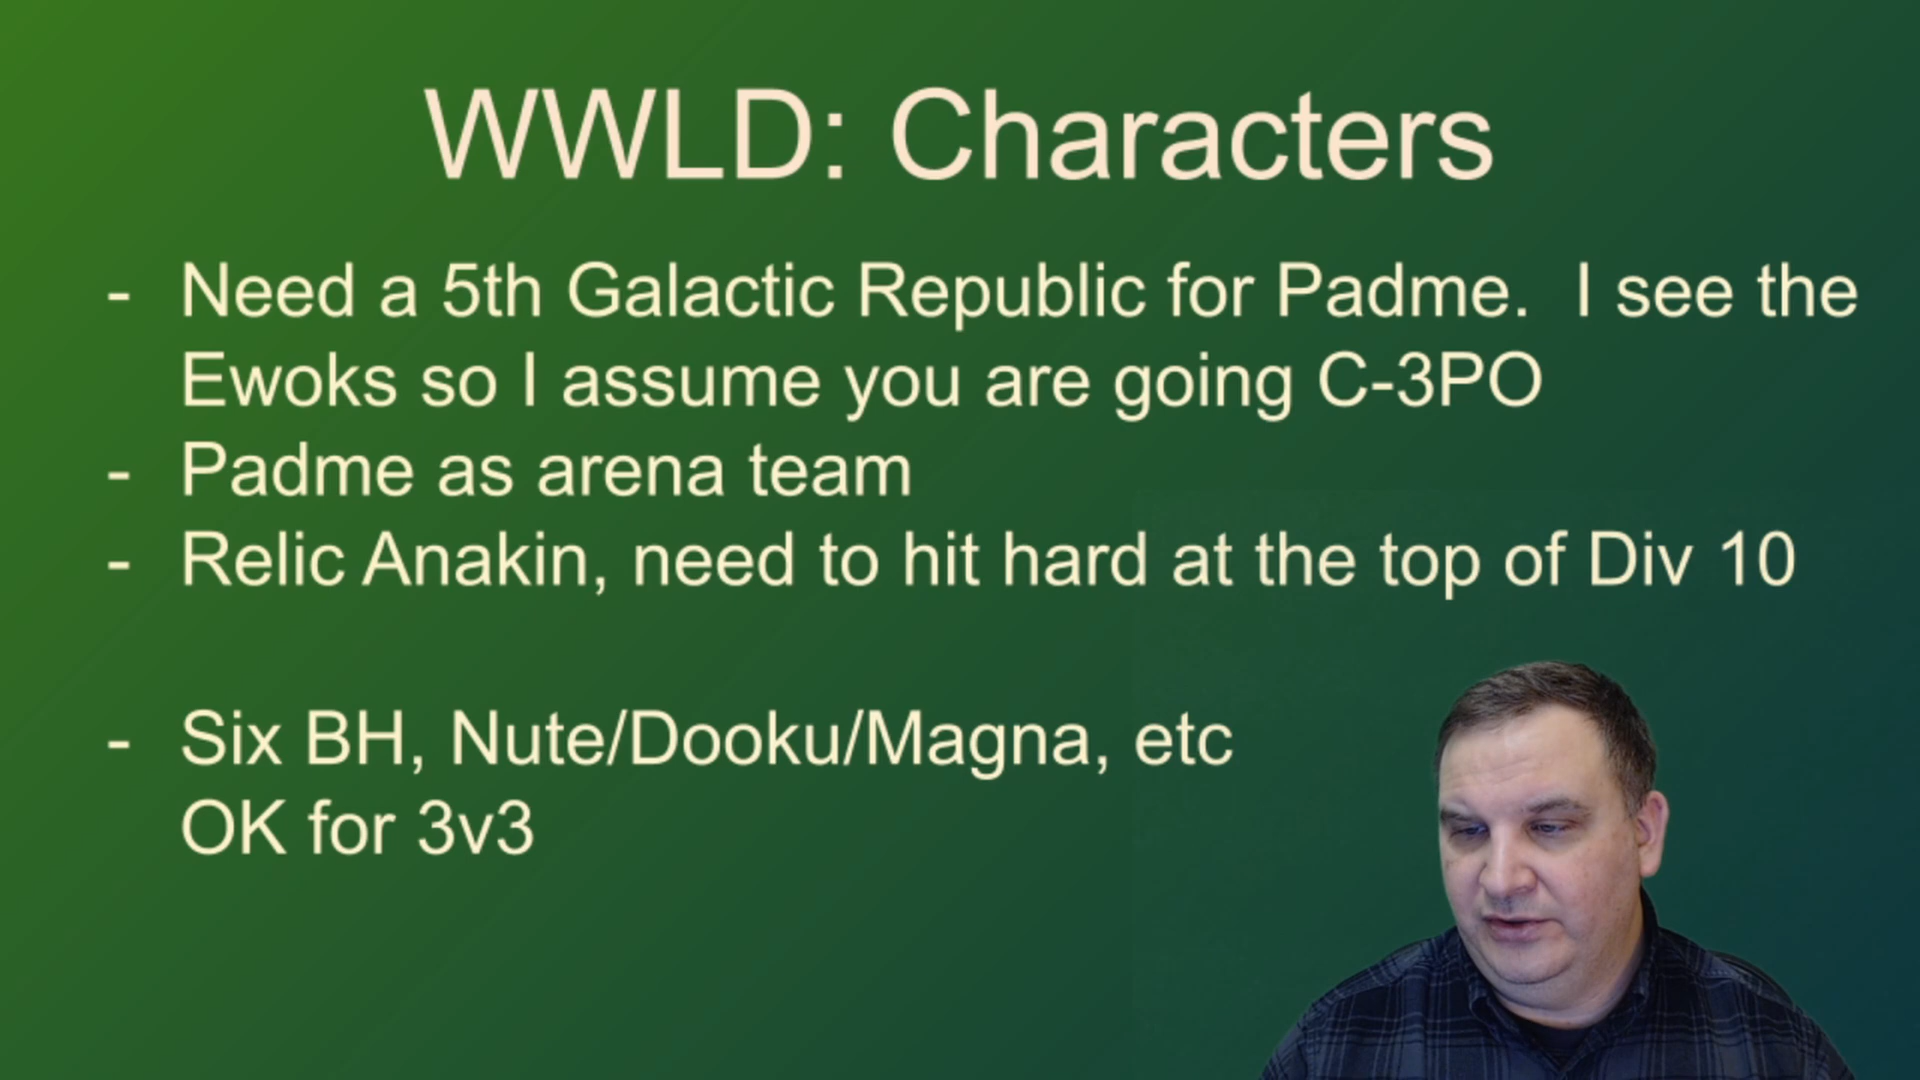 WWLD: Characters
- Need a 5th Galactic Republic for Padme. I see the
Ewoks so I assume you are going C-3PO
- Padme as arena team
- Relic Anakin, need to hit hard at the top of Div 10
- Six BH, Nute/Dooku/Magna, etc
OK for 3v3